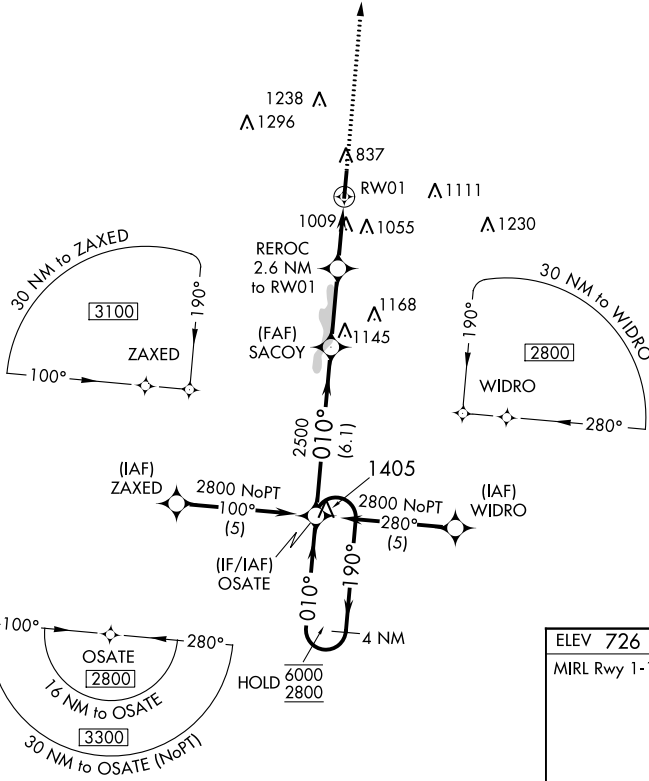 1238
1296
837
RW01
1111
1009
1055
1230
REROC
2.6 NM
to RW01
30 NM to ZAXED
3100
190°
ZAXED
100°
1168
(FAF)
SACOY
1145
30 NM to WIDRO
190°
2800
WIDRO
280°
2500
010°
(6.1)
(IAF)
ZAXED
2800 NoPT
100°
(5)
1405
2800 NoPT
280°
(5)
(IAF)
WIDRO
(IF/IAF)
OSATE
010°
190°
4 NM
HOLD
6000
2800
100°
280°
OSATE
2800
16 NM to OSATE
3300
30 NM to OSATE (NoPT)
ELEV 726
MIRL Rwy 1-1